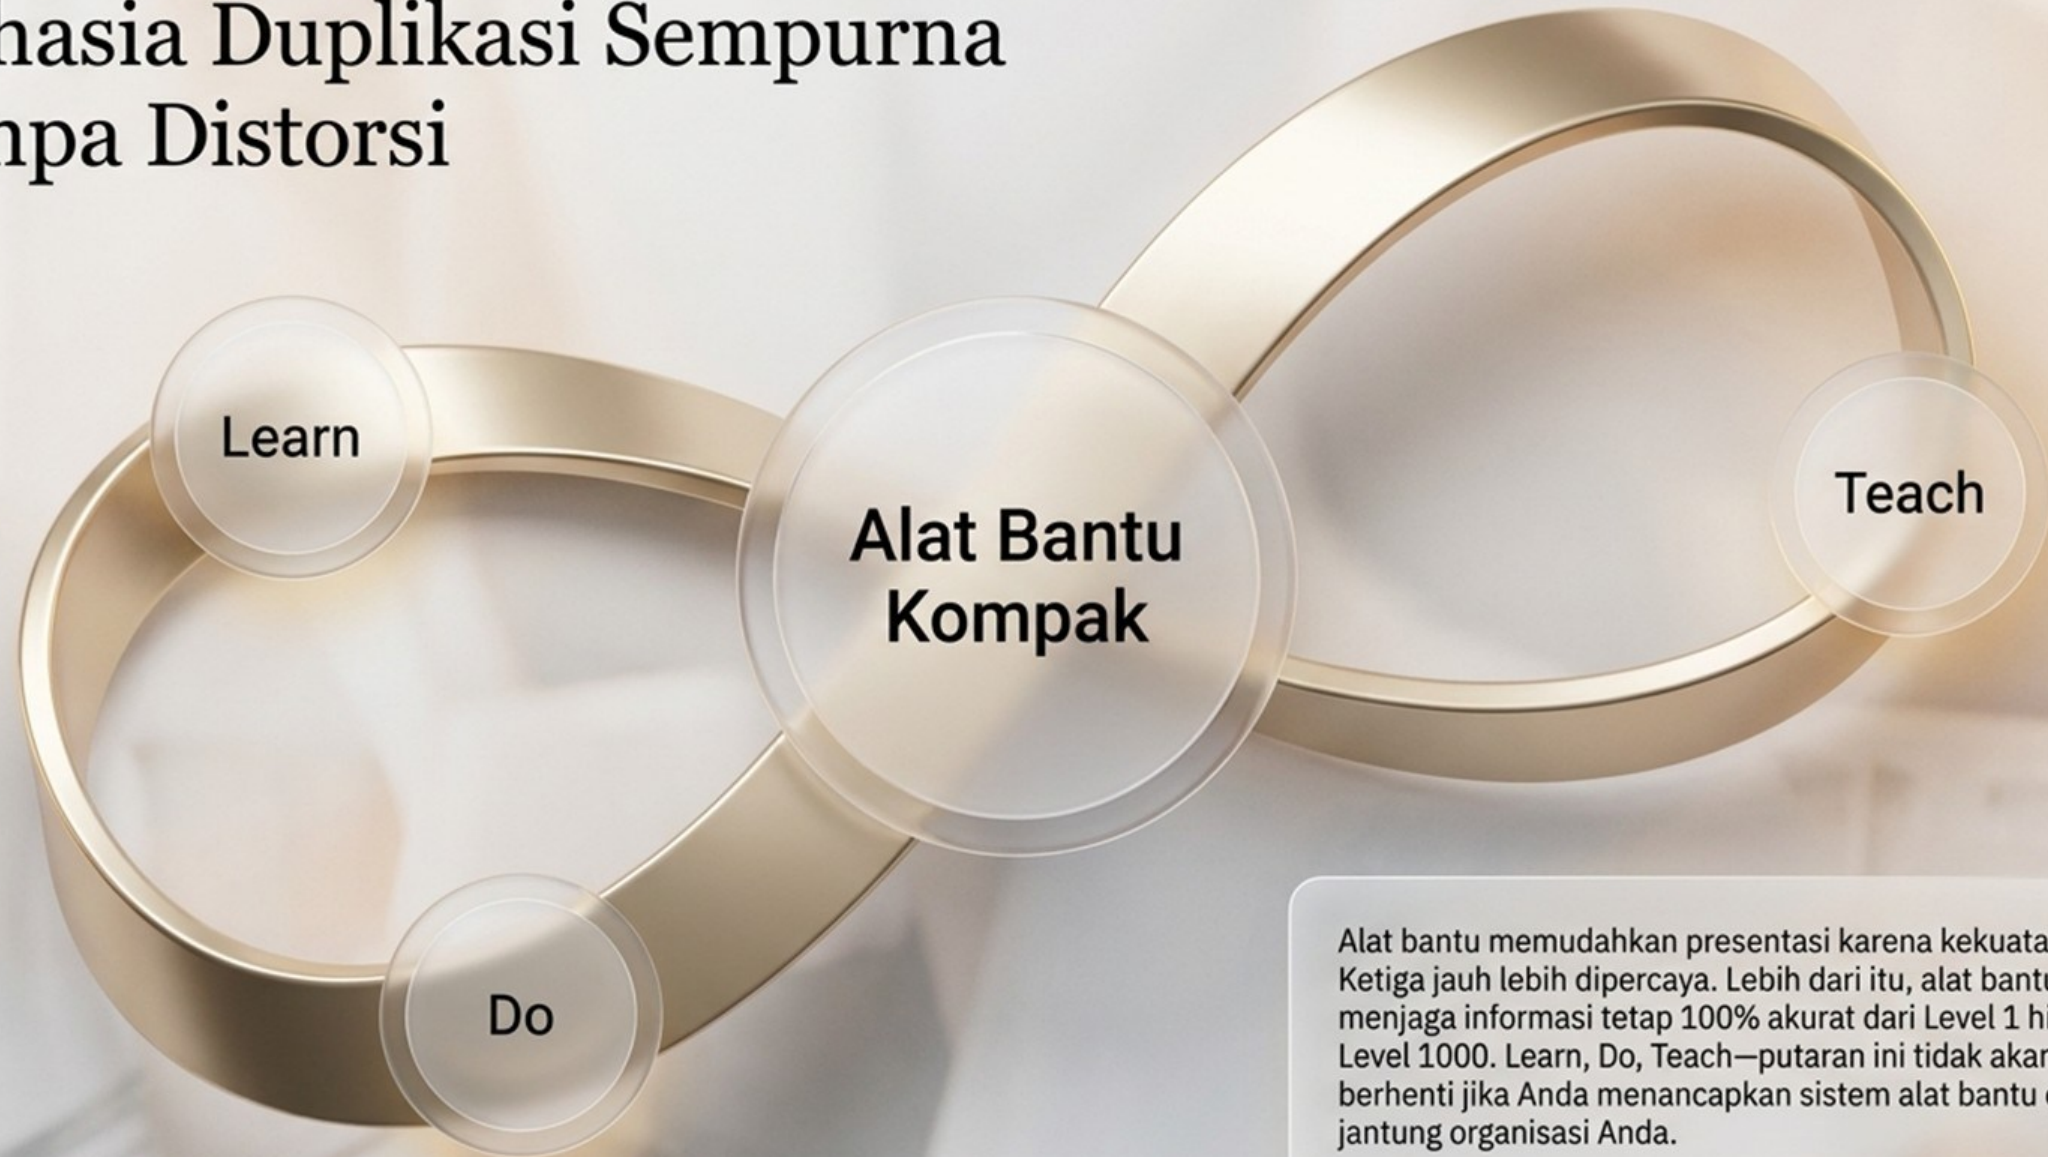 hasia Duplikasi Sempurna
npa Distorsi
Learn
Alat Bantu
Kompak
Teach
Do
Alat bantu memudahkan presentasi karena kekuata
Ketiga jauh lebih dipercaya. Lebih dari itu, alat bantu
menjaga informasi tetap 100% akurat dari Level 1 hi
Level 1000. Learn, Do, Teach—putaran ini tidak akan
berhenti jika Anda menancapkan sistem alat bantu
jantung organisasi Anda.